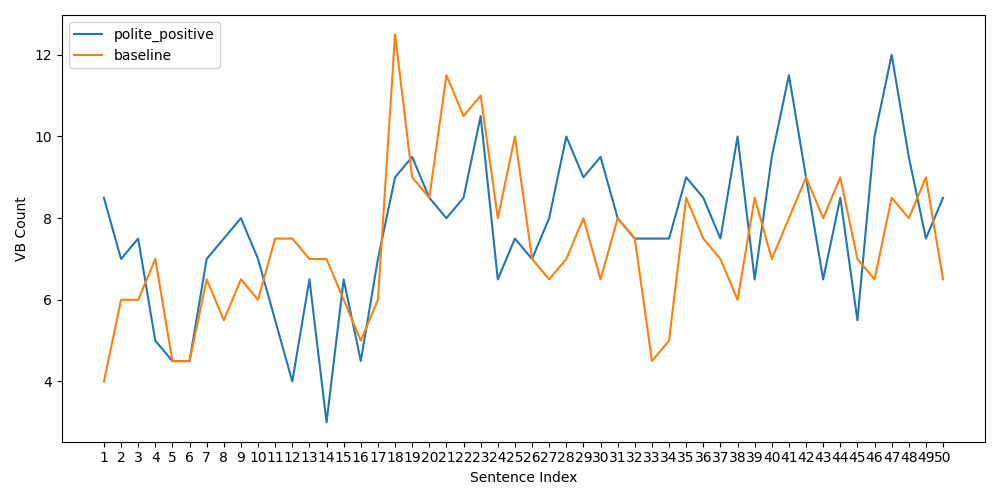 polite_positive
baseline
12
10
8
6
4
VB Count
1 2 3 4 5 6 7 8 9 10 11 12 13 14 15 16 17 18 19 20 21 22 23 24 25 26 27 28 29 30 31 32 33 34 35 36 37 38 39 40 41 42 43 44 45 46 47 48 49 50
Sentence Index